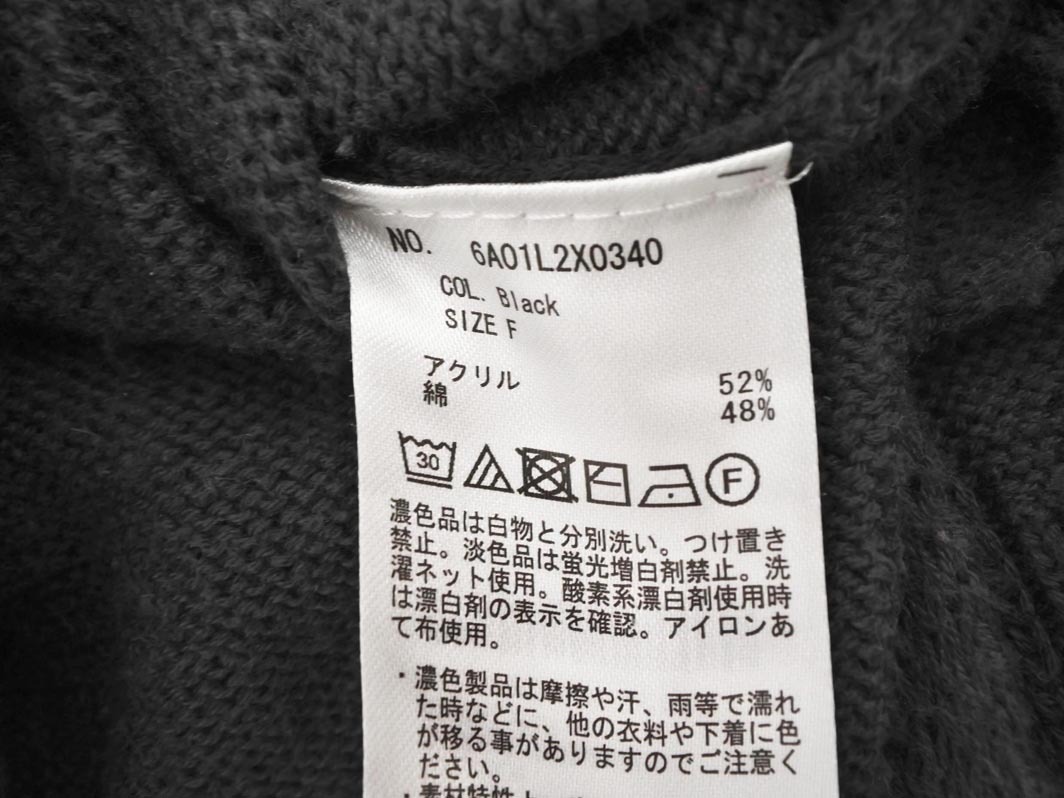 NO. 6A01L2X0340
COL. Black
SIZE F
アクリル 52%
綿 48%
30
F
濃色品は白物と分別洗い。つけ置き
禁止。淡色品は蛍光増白剤禁止。洗
濯ネット使用。酸素系漂白剤使用時
は漂白剤の表示を確認。アイロンあ
て布使用。
・濃色製品は摩擦や汗、雨等で濡れ
た時などに、他の衣料や下着に色
が移る事がありますのでご注意く
ださい。
・素材特性上